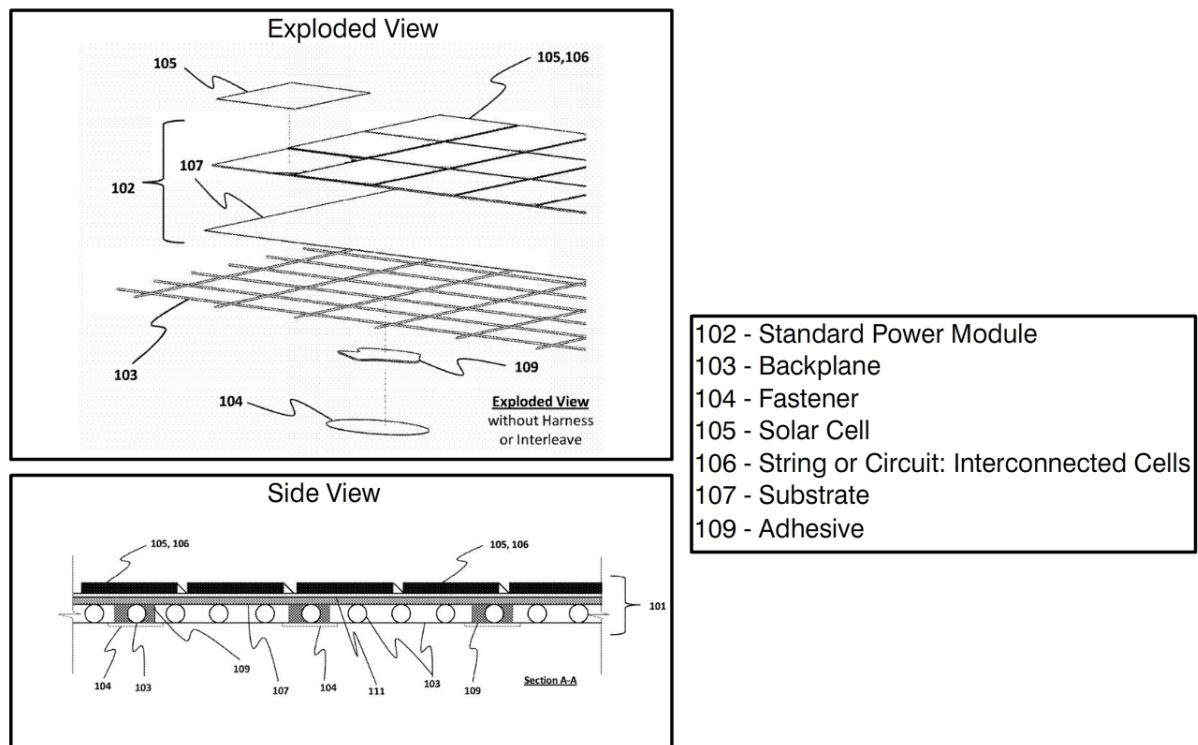 Exploded View
105
105,106
107
102
103
109
104
Exploded View
without Harness
or Interleave
Side View
105, 106
105, 106
101
104
103
109
107
104
111
103
109
Section A-A
102 - Standard Power Module
103 - Backplane
104 - Fastener
105 - Solar Cell
106 - String or Circuit: Interconnected Cells
107 - Substrate
109 - Adhesive